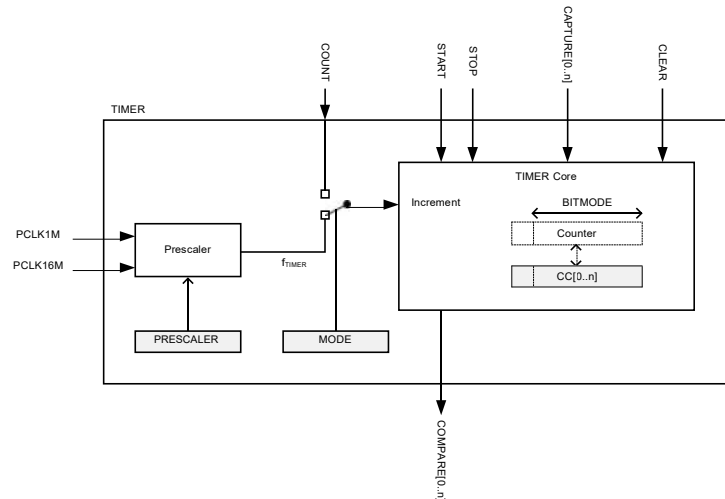 COUNT
START
STOP
CAPTURE[0..n]
CLEAR
TIMER
TIMER Core
Increment
BITMODE
Counter
CC[0..n]
PCLK1M
PCLK16M
Prescaler
fTIMER
PRESCALER
MODE
COMPARE[0..n]